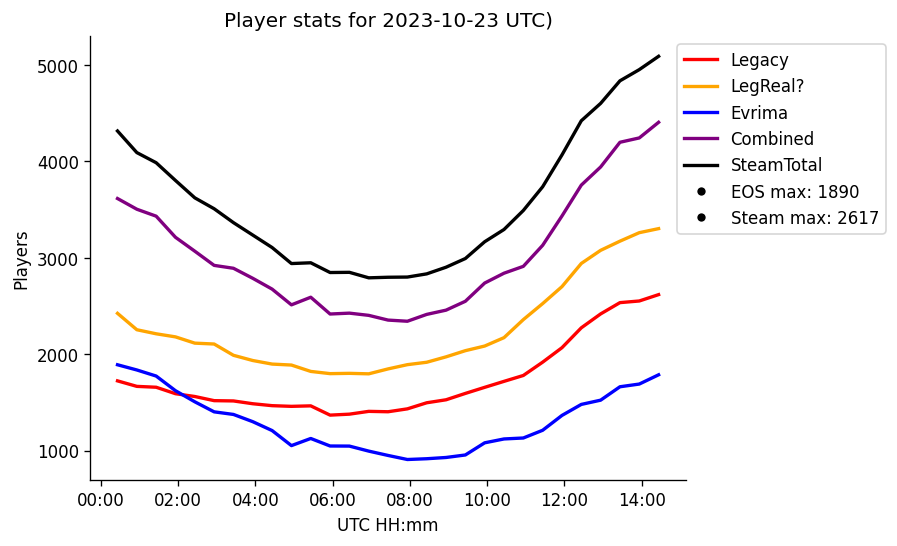 Player stats for 2023-10-23 UTC)
5000
4000
3000
2000
1000
Players
00:00 02:00 04:00 06:00 08:00 10:00 12:00 14:00
UTC HH:mm
Legacy
LegReal?
Evrima
Combined
SteamTotal
EOS max: 1890
Steam max: 2617